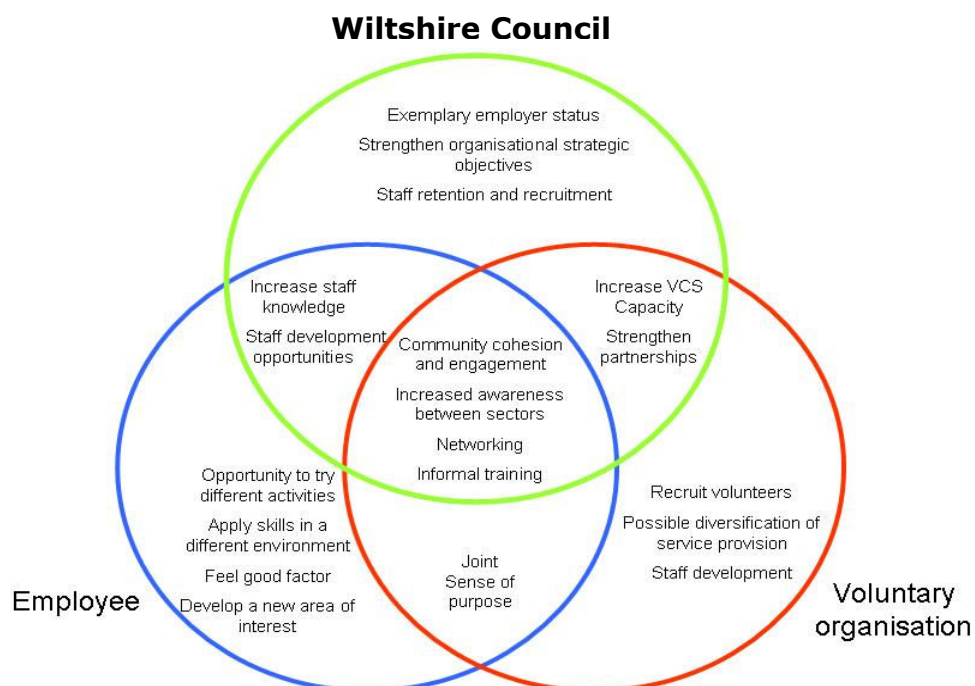 Wiltshire Council
Exemplary employer status
Strengthen organisational strategic
objectives
Staff retention and recruitment
Increase staff
knowledge
Staff development
opportunities
Increase VCS
Capacity
Strengthen
partnerships
Community cohesion
and engagement
Increased awareness
between sectors
Networking
Informal training
Opportunity to try
different activities
Apply skills in a
different environment
Feel good factor
Develop a new area of
interest
Joint
Sense of
purpose
Recruit volunteers
Possible diversification of
service provision
Staff development
Employee
Voluntary
organisation